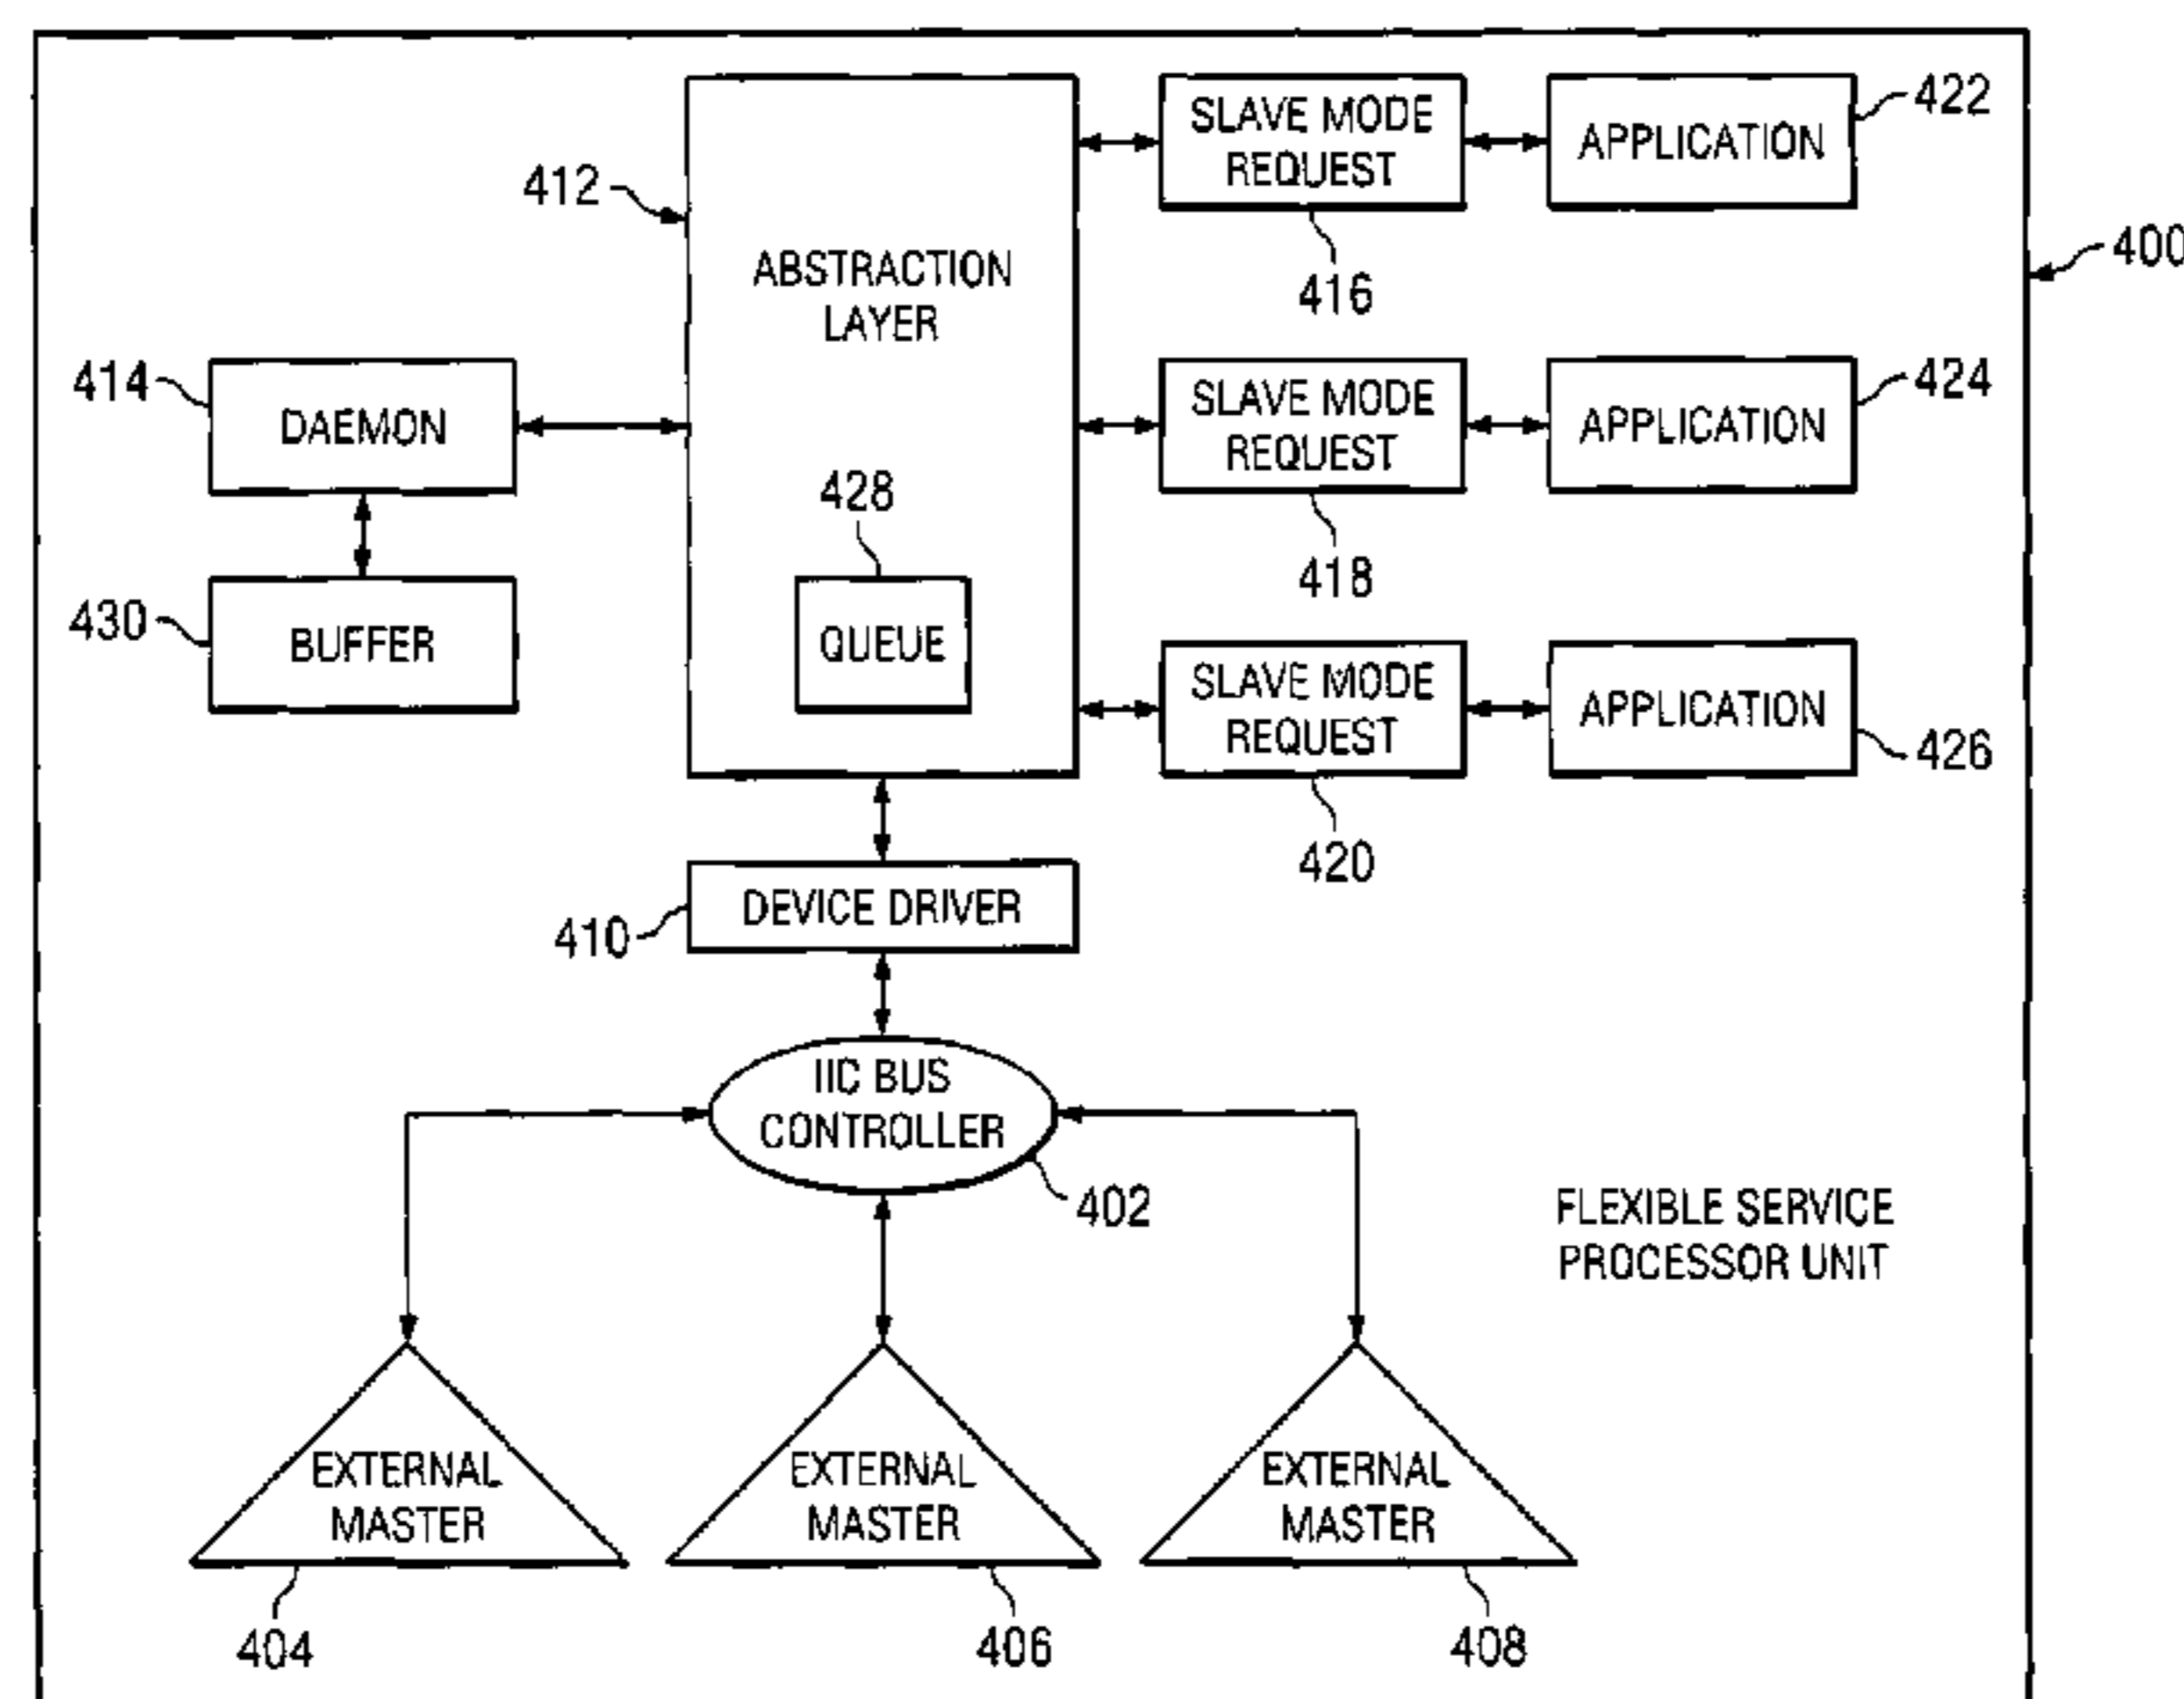 SLAVE MODE
REQUEST
APPLICATION
422
412
ABSTRACTION
LAYER
416
400
414
DAEMON
SLAVE MODE
REQUEST
APPLICATION
424
428
418
430
BUFFER
QUEUE
SLAVE MODE
REQUEST
APPLICATION
426
420
410
DEVICE DRIVER
IIC BUS
CONTROLLER
402
FLEXIBLE SERVICE
PROCESSOR UNIT
EXTERNAL
MASTER
EXTERNAL
MASTER
EXTERNAL
MASTER
404
406
408